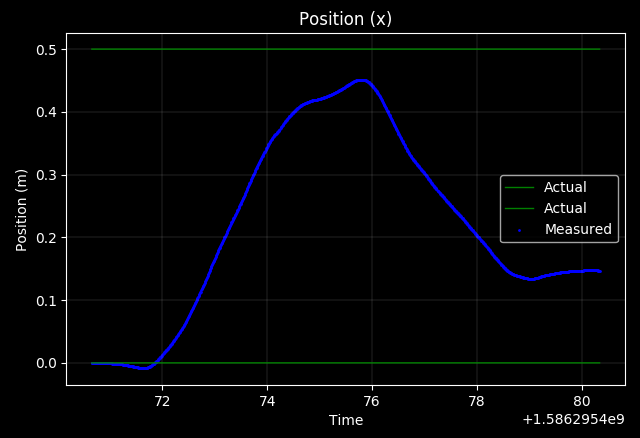 Position (x)
0.5
0.4
0.3
0.2
0.1
0.0
Position (m)
Actual
Actual
Measured
72
74
76
78
80
Time
+1.5862954e9